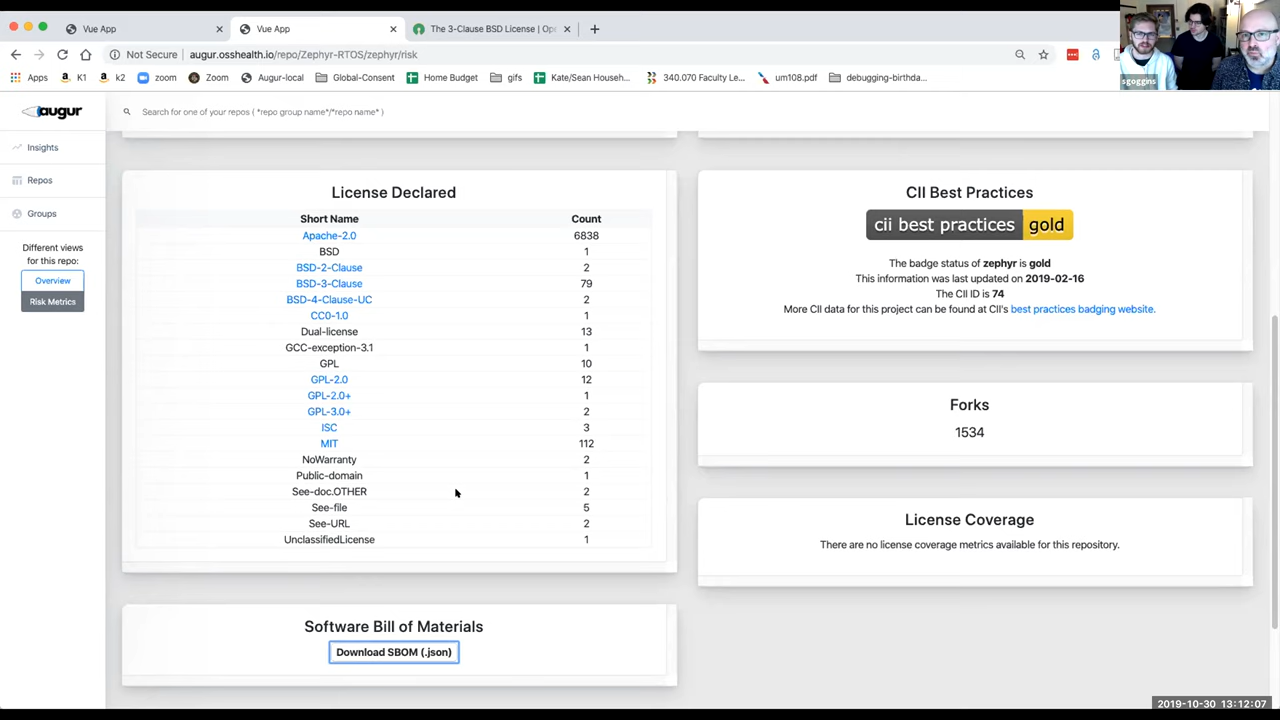 Vue App
Vue App
The 3-Clause BSD License | Ope
Not Secure | augur.osshealth.io/repo/Zephyr-RTOS/zephyr/risk
Apps K1 k2 zoom Zoom Augur-local Global-Consent Home Budget gifs Kate/Sean Househ... 340.070 Faculty Le... um108.pdf debugging-birthda...
sgoggins
augur
Search for one of your repos ( *repo group name*/*repo name* )
Insights
Repos
Groups
Different views
for this repo:
Overview
Risk Metrics
License Declared
Short Name Count
Apache-2.0 6838
BSD 1
BSD-2-Clause 2
BSD-3-Clause 79
BSD-4-Clause-UC 2
CC0-1.0 1
Dual-license 13
GCC-exception-3.1 1
GPL 10
GPL-2.0 12
GPL-2.0+ 1
GPL-3.0+ 2
ISC 3
MIT 112
NoWarranty 2
Public-domain 1
See-doc.OTHER 2
See-file 5
See-URL 2
UnclassifiedLicense 1
Software Bill of Materials
Download SBOM (.json)
CII Best Practices
cii best practices gold
The badge status of zephyr is gold
This information was last updated on 2019-02-16
The CII ID is 74
More CII data for this project can be found at CII's best practices badging website.
Forks
1534
License Coverage
There are no license coverage metrics available for this repository.
2019-10-30 13:12:07